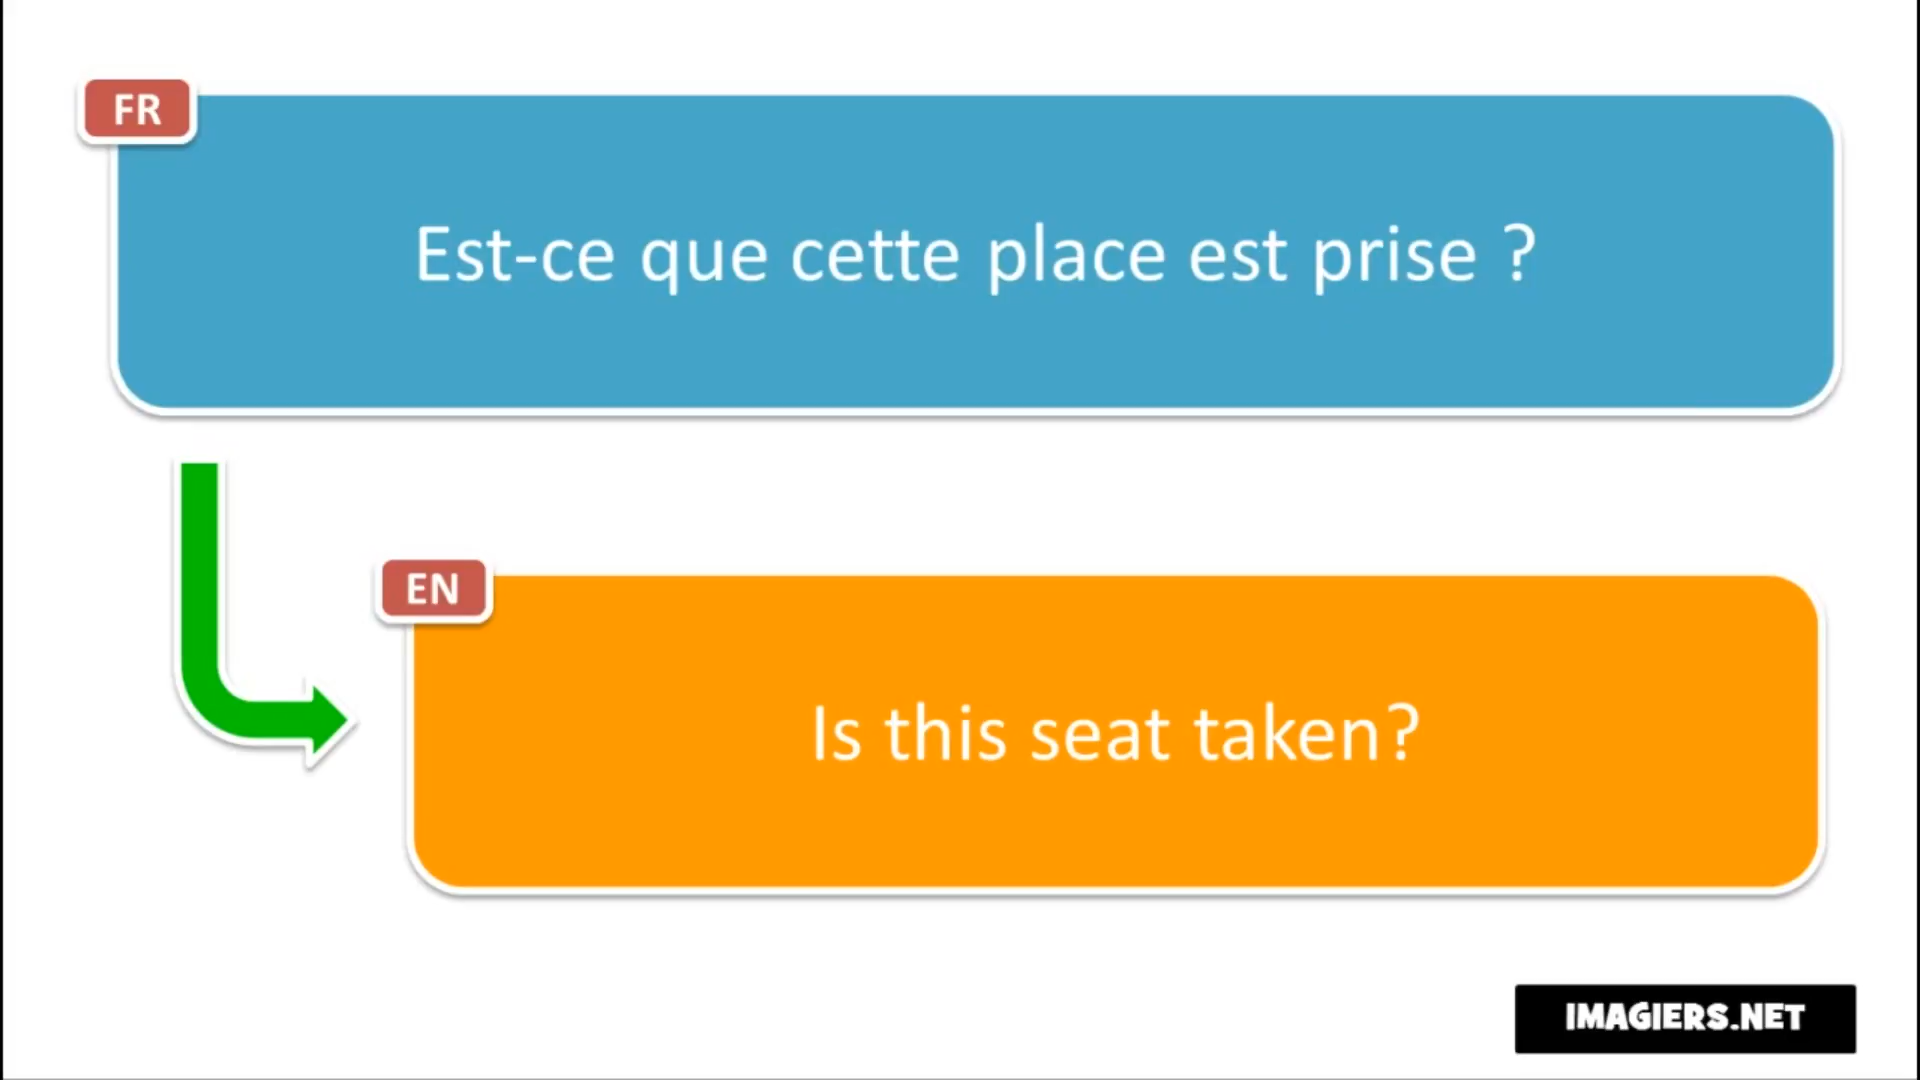 FR
Est-ce que cette place est prise ?
EN
Is this seat taken?
IMAGIERS.NET